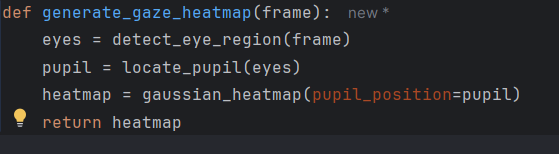 def generate_gaze_heatmap(frame): new *
    eyes = detect_eye_region(frame)
    pupil = locate_pupil(eyes)
    heatmap = gaussian_heatmap(pupil_position=pupil)
    return heatmap